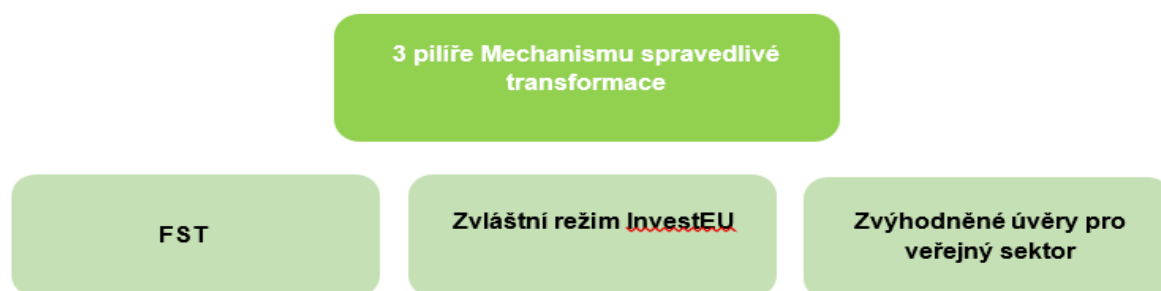 3 pilíře Mechanismu spravedlivé
transformace
FST
Zvláštní režim InvestEU
Zvýhodněné úvěry pro
veřejný sektor